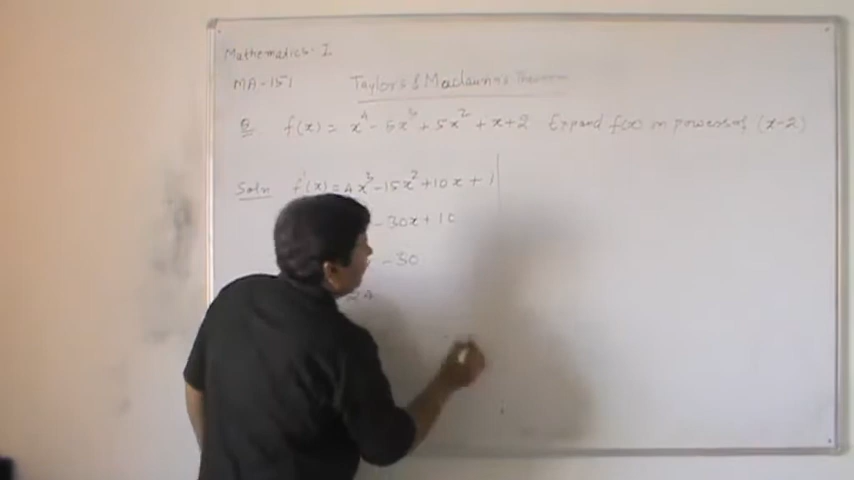 Mathematics-I
MA-151 Taylor's & Maclaurin's Theorem
Q f(x) = x⁴ - 5x³ + 5x² + x + 2 Expand f(x) in powers of (x-2)
Soln f'(x) = 4x³ - 15x² + 10x + 1
- 30x + 10
- 30
24